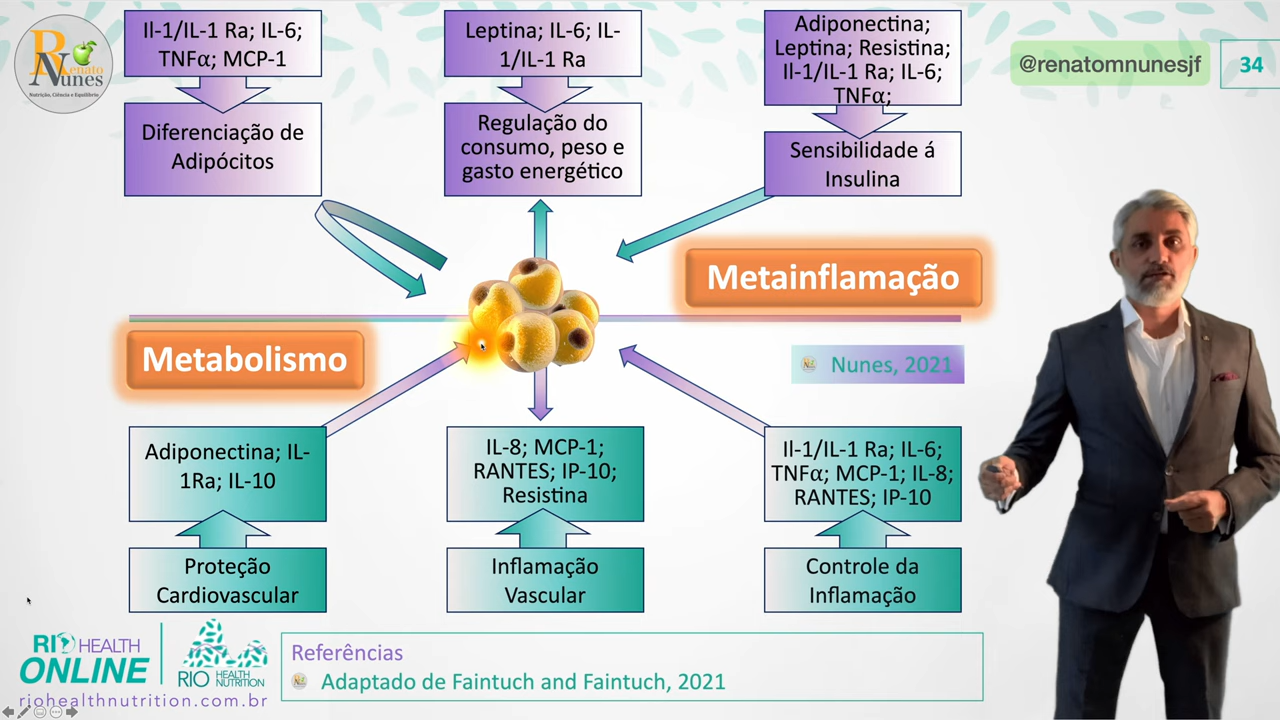 Renato
Nunes
Nutrição, Ciência e Equilíbrio
Il-1/IL-1 Ra; IL-6;
TNFα; MCP-1
Diferenciação de
Adipócitos
Leptina; IL-6; IL-
1/IL-1 Ra
Regulação do
consumo, peso e
gasto energético
Adiponectina;
Leptina; Resistina;
Il-1/IL-1 Ra; IL-6;
TNFα;
Sensibilidade á
Insulina
@renatomnunesjf
34
Metainflamação
Metabolismo
Nunes, 2021
Adiponectina; IL-
1Ra; IL-10
Proteção
Cardiovascular
IL-8; MCP-1;
RANTES; IP-10;
Resistina
Inflamação
Vascular
Il-1/IL-1 Ra; IL-6;
TNFα; MCP-1; IL-8;
RANTES; IP-10
Controle da
Inflamação
RIO HEALTH
ONLINE
RIO HEALTH
NUTRITION
riohealthnutrition.com.br
Referências
Adaptado de Faintuch and Faintuch, 2021